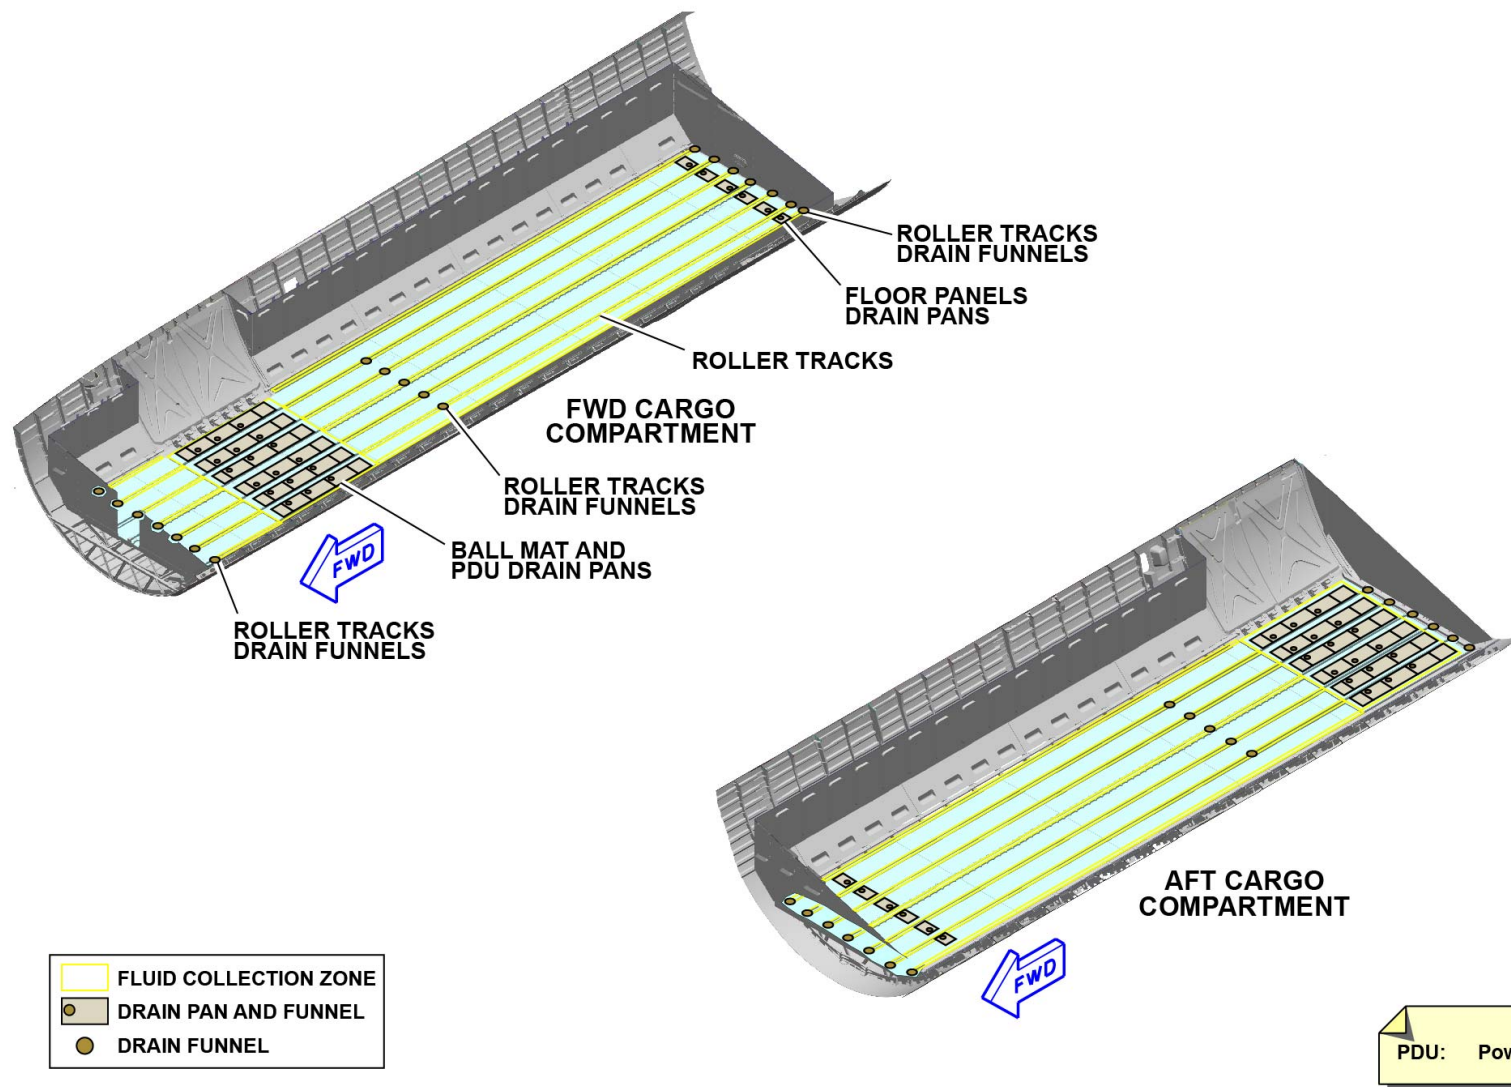 ROLLER TRACKS
DRAIN FUNNELS
FLOOR PANELS
DRAIN PANS
ROLLER TRACKS
FWD CARGO
COMPARTMENT
ROLLER TRACKS
DRAIN FUNNELS
BALL MAT AND
PDU DRAIN PANS
FWD
ROLLER TRACKS
DRAIN FUNNELS
AFT CARGO
COMPARTMENT
FWD
FLUID COLLECTION ZONE
DRAIN PAN AND FUNNEL
DRAIN FUNNEL
PDU: Pow